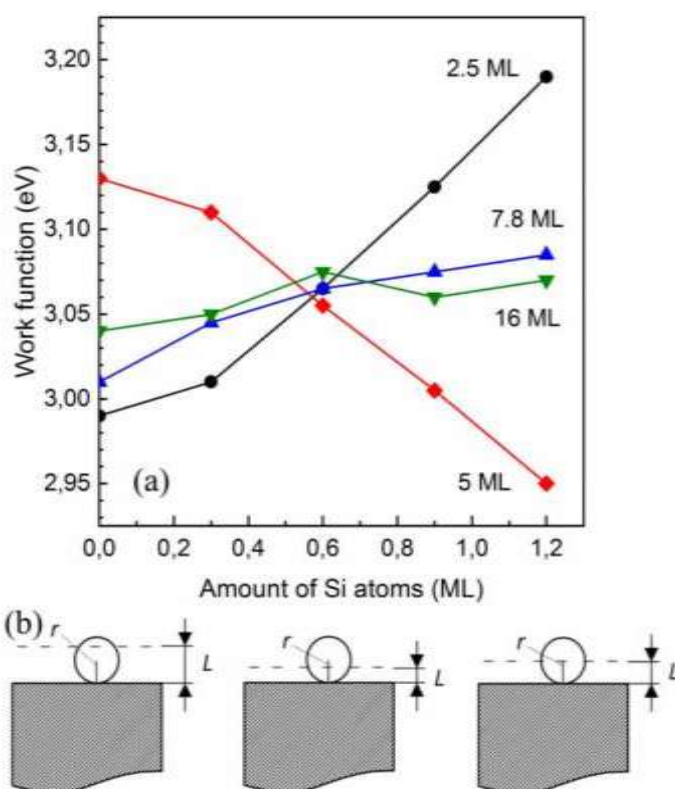 3,20
2.5 ML
3,15
7.8 ML
3,10
3,05
16 ML
3,00
2,95
(a)
5 ML
Work function (eV)
0,0 0,2 0,4 0,6 0,8 1,0 1,2
Amount of Si atoms (ML)
(b)
r L
r L
r L